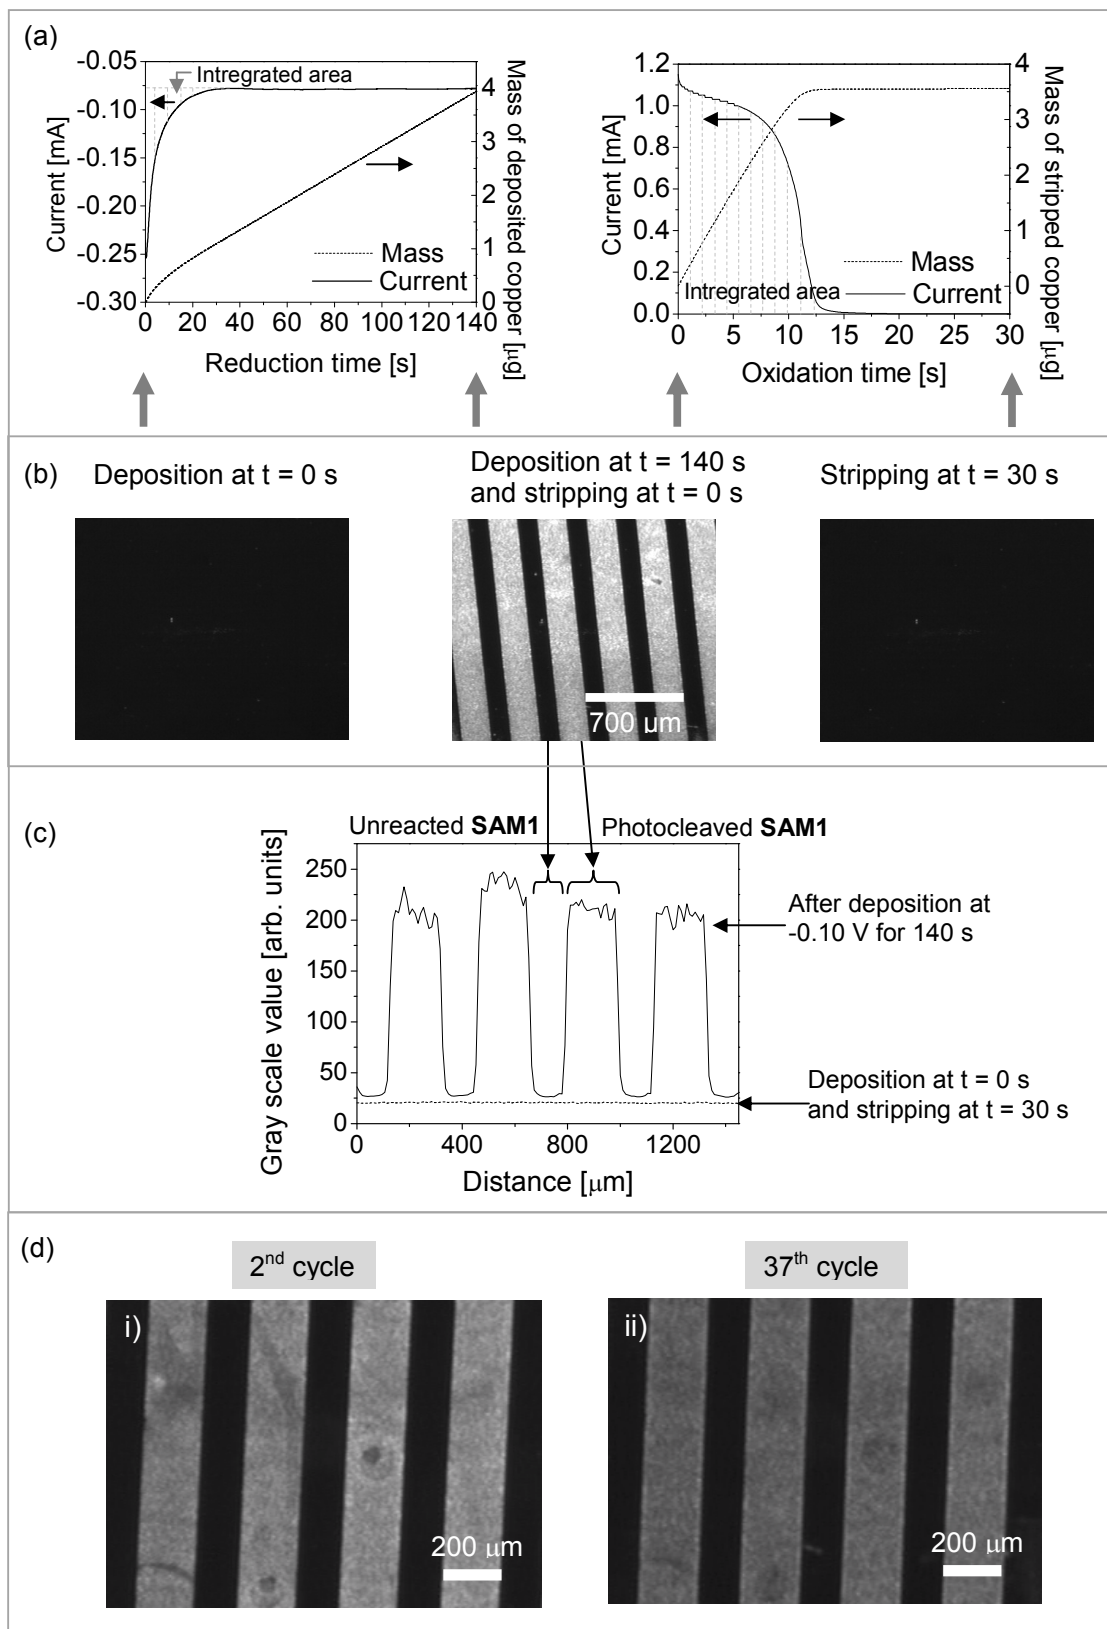 (a)
-0.05
-0.10
-0.15
-0.20
-0.25
-0.30
Current [mA]
Intregrated area
4
3
2
1
0
Mass of deposited copper [μg]
Mass
Current
0 20 40 60 80 100 120 140
Reduction time [s]
1.2
1.0
0.8
0.6
0.4
0.2
0.0
Current [mA]
4
3
2
1
0
Mass of stripped copper [μg]
Mass
Intregrated area
Current
0 5 10 15 20 25 30
Oxidation time [s]
(b)
Deposition at t = 0 s
Deposition at t = 140 s
and stripping at t = 0 s
Stripping at t = 30 s
700 μm
(c)
Unreacted SAM1
Photocleaved SAM1
Gray scale value [arb. units]
250
200
150
100
50
0
0 400 800 1200
Distance [μm]
After deposition at
-0.10 V for 140 s
Deposition at t = 0 s
and stripping at t = 30 s
(d)
2nd cycle
37th cycle
i)
200 μm
ii)
200 μm